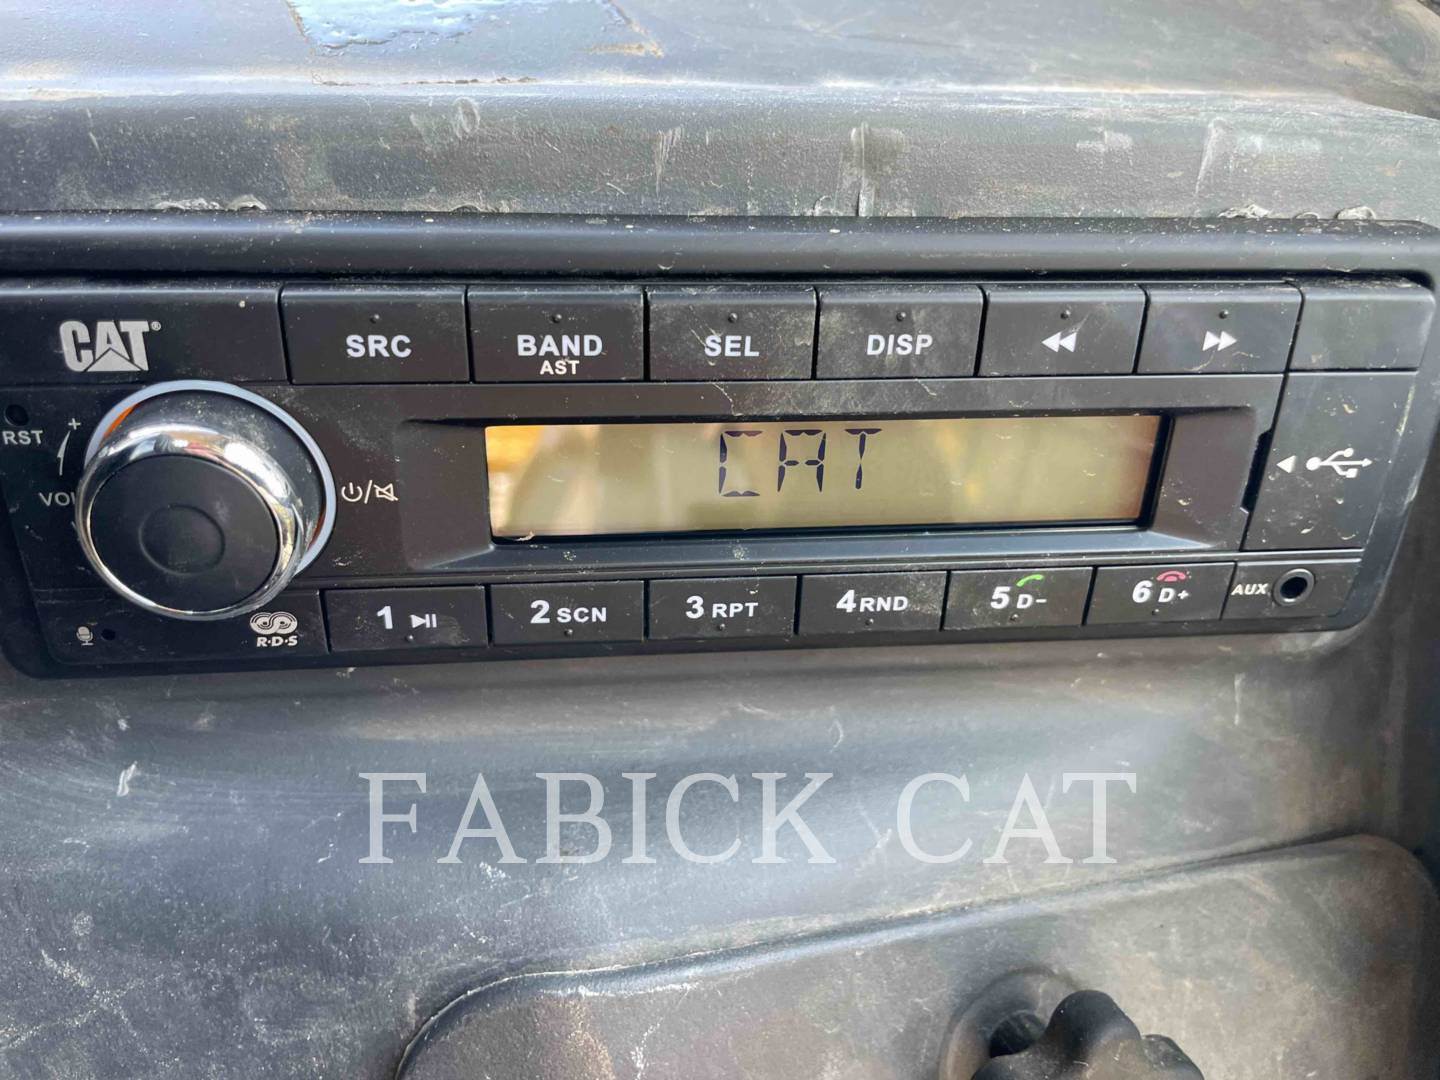 CAT®
SRC
BAND
AST
SEL
DISP
RST
VOL
CAT
1
2 SCN
3 RPT
4 RND
5 D-
6 D+
AUX
R·D·S
FABICK CAT